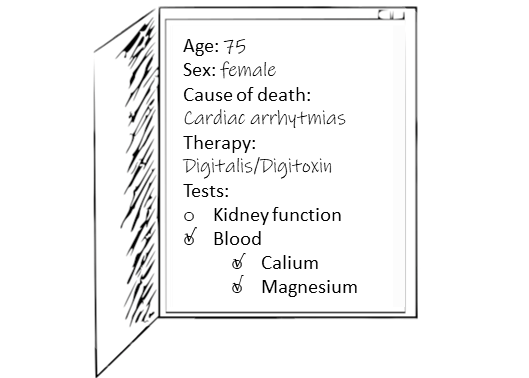 Age: 75
Sex: female
Cause of death:
Cardiac arrhytmias
Therapy:
Digitalis/Digitoxin
Tests:
Kidney function
Blood
Calium
Magnesium